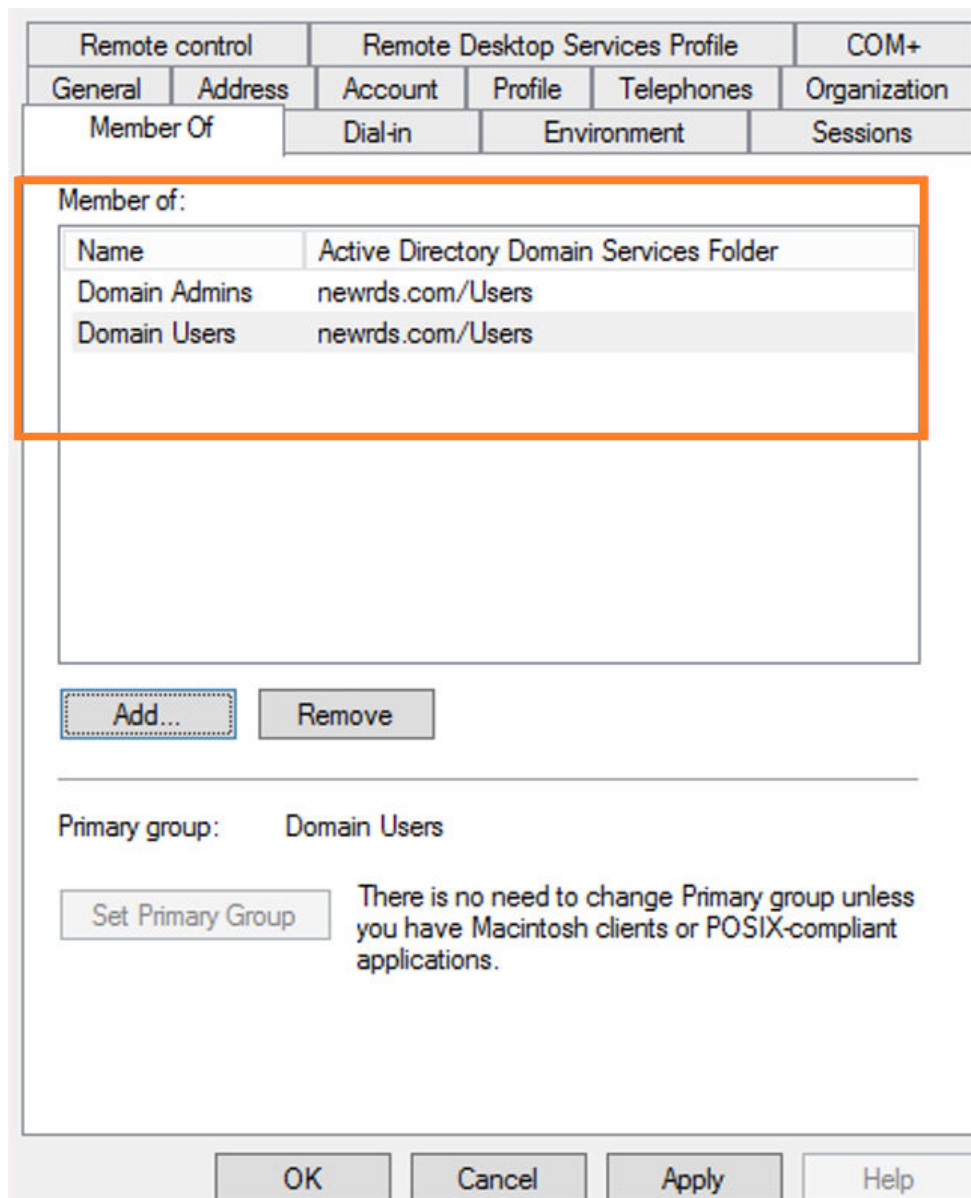 Remote control Remote Desktop Services Profile COM+
General Address Account Profile Telephones Organization
Member Of Dial-in Environment Sessions
Member of:
Name Active Directory Domain Services Folder
Domain Admins newrds.com/Users
Domain Users newrds.com/Users
Add... Remove
Primary group: Domain Users
Set Primary Group
There is no need to change Primary group unless
you have Macintosh clients or POSIX-compliant
applications.
OK Cancel Apply Help